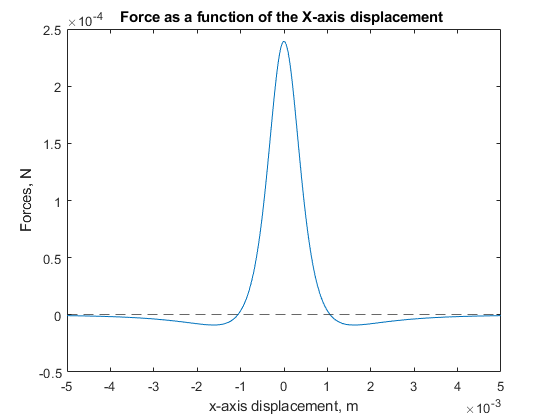 Force as a function of the X-axis displacement
×10⁻⁴
2.5
2
1.5
1
0.5
0
-0.5
Forces, N
-5 -4 -3 -2 -1 0 1 2 3 4 5
x-axis displacement, m
×10⁻³